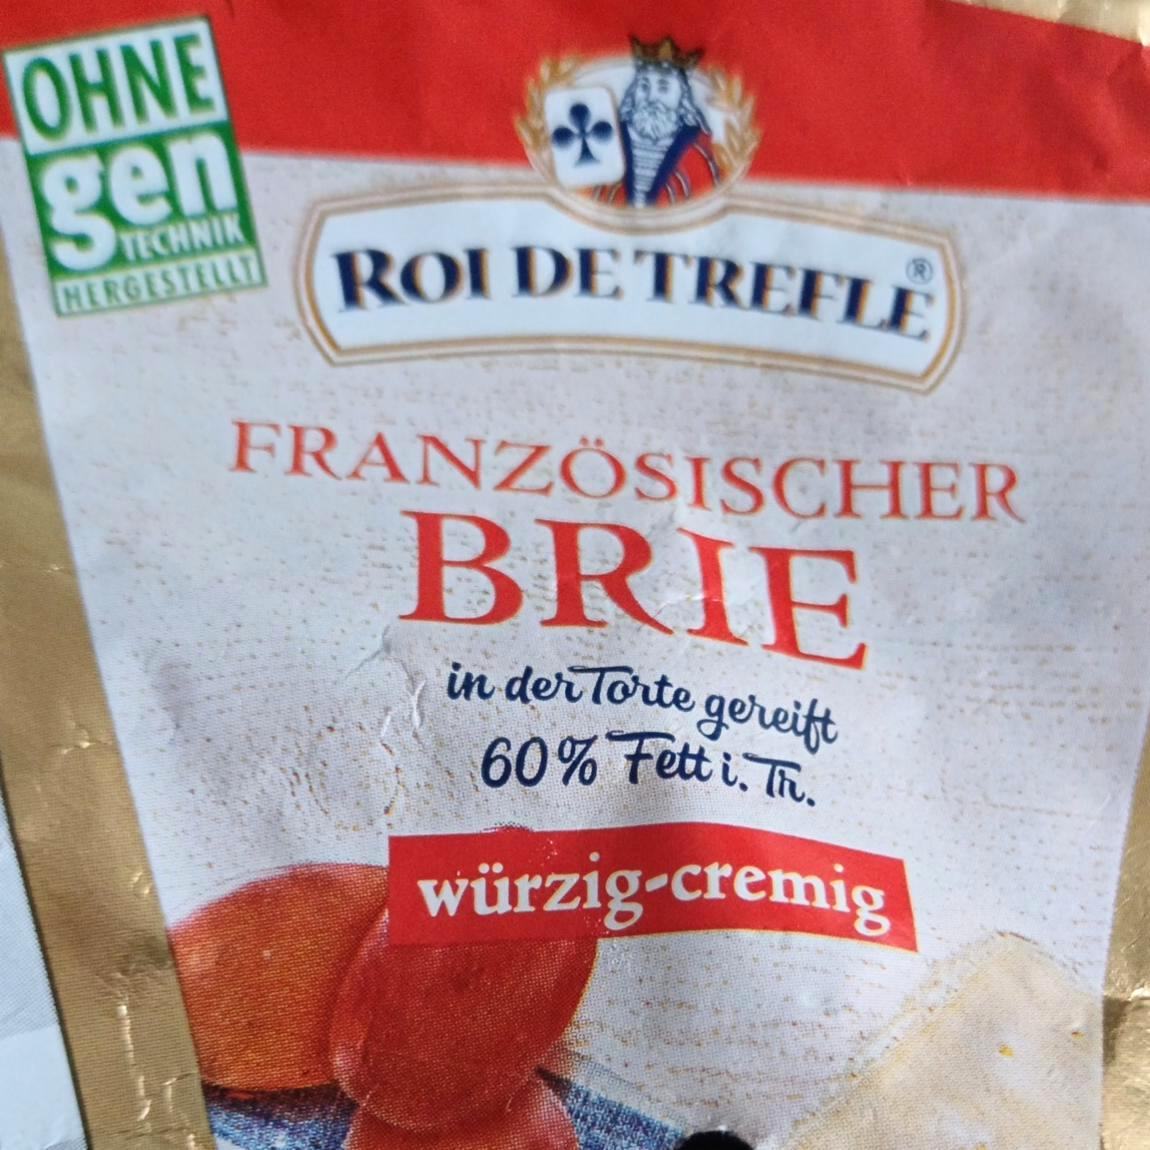 OHNE
gen
TECHNIK
HERGESTELLT
ROI DE TREFLE®
FRANZÖSISCHER
BRIE
in der Torte gereift
60% Fett i. Tr.
würzig-cremig